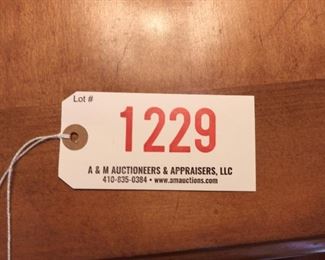 Lot #
1229
A & M AUCTIONEERS & APPRAISERS, LLC
410-835-0384 • www.amauctions.com